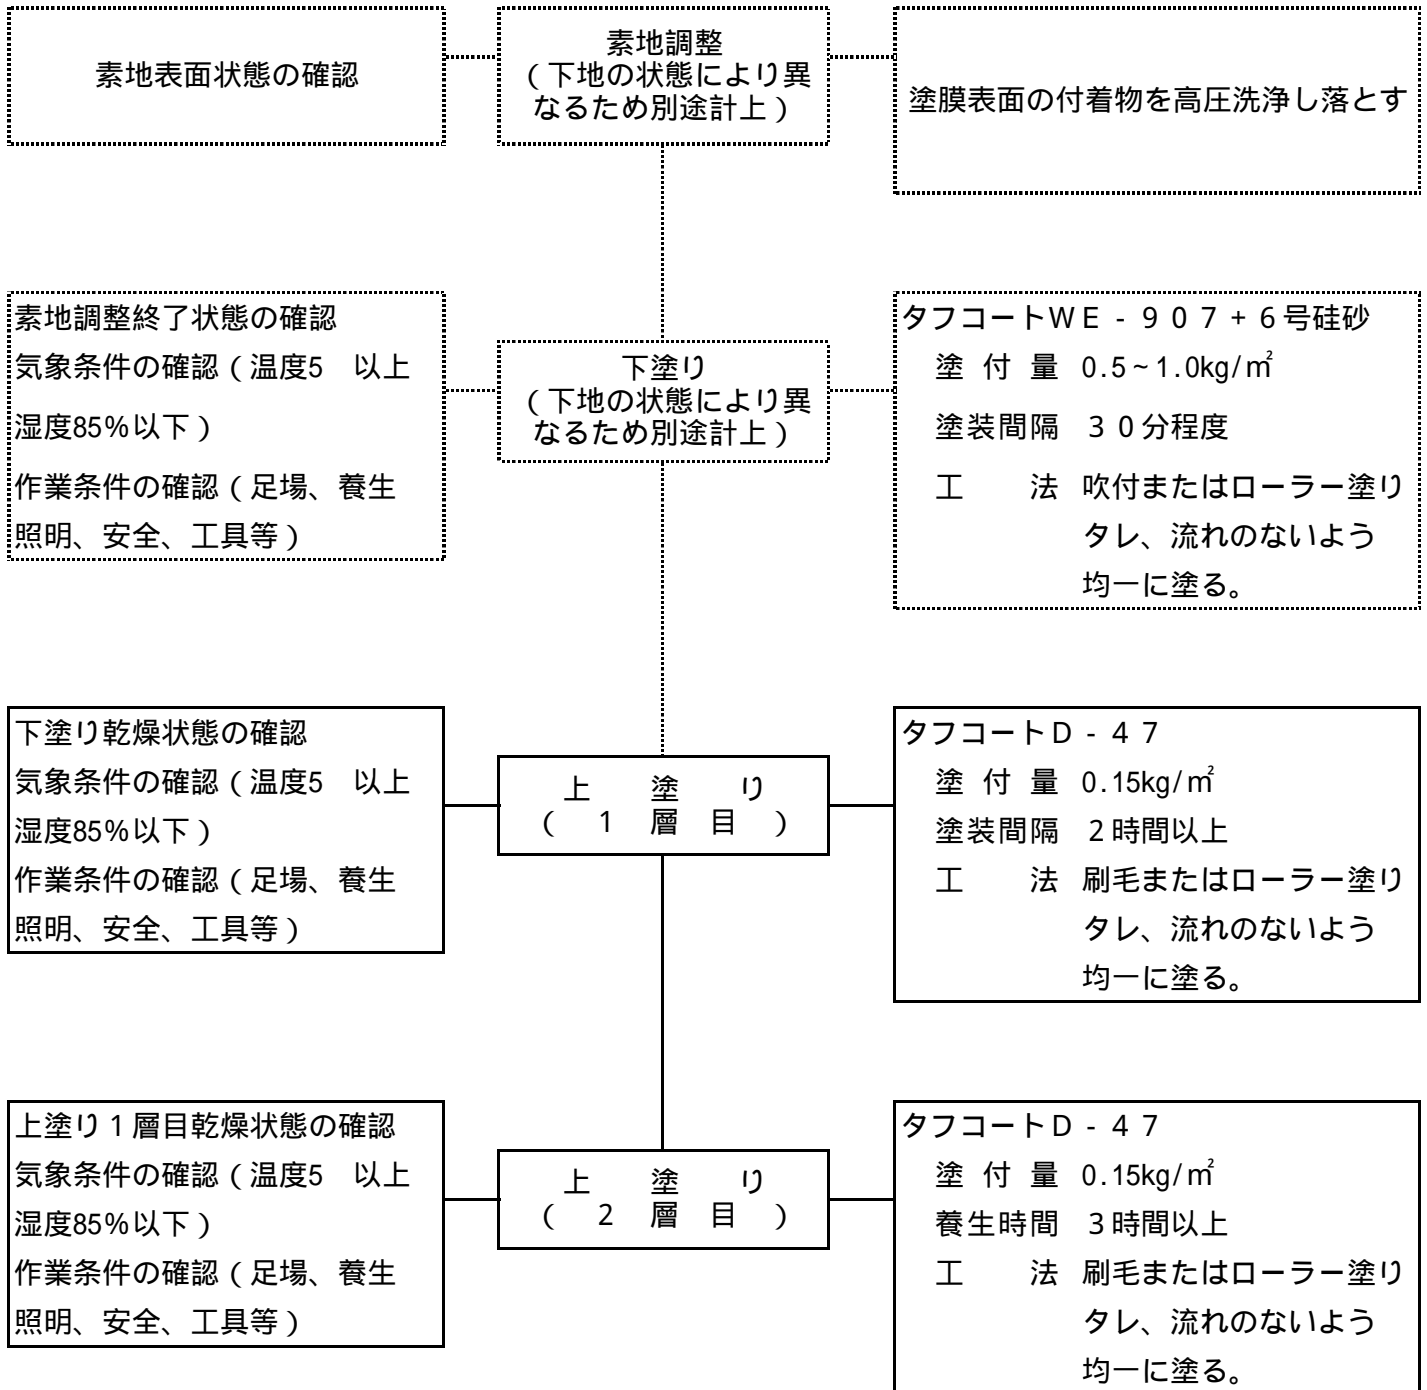 素地表面状態の確認
素地調整
（下地の状態により異
なるため別途計上）
塗膜表面の付着物を高圧洗浄し落とす
素地調整終了状態の確認
気象条件の確認（温度5　以上
湿度85％以下）
作業条件の確認（足場、養生
照明、安全、工具等）
下塗り
（下地の状態により異
なるため別途計上）
タフコートＷＥ‐９０７+６号硅砂
塗 付 量 0.5~1.0kg/㎡
塗装間隔　３０分程度
工　　法 吹付またはローラー塗り
タレ、流れのないよう
均一に塗る。
下塗り乾燥状態の確認
気象条件の確認（温度5　以上
湿度85％以下）
作業条件の確認（足場、養生
照明、安全、工具等）
上　塗　り
（　1　層　目　）
タフコートＤ‐４７
塗 付 量 0.15kg/㎡
塗装間隔　２時間以上
工　　法 刷毛またはローラー塗り
タレ、流れのないよう
均一に塗る。
上塗り１層目乾燥状態の確認
気象条件の確認（温度5　以上
湿度85％以下）
作業条件の確認（足場、養生
照明、安全、工具等）
上　塗　り
（　2　層　目　）
タフコートＤ‐４７
塗 付 量 0.15kg/㎡
養生時間　３時間以上
工　　法 刷毛またはローラー塗り
タレ、流れのないよう
均一に塗る。